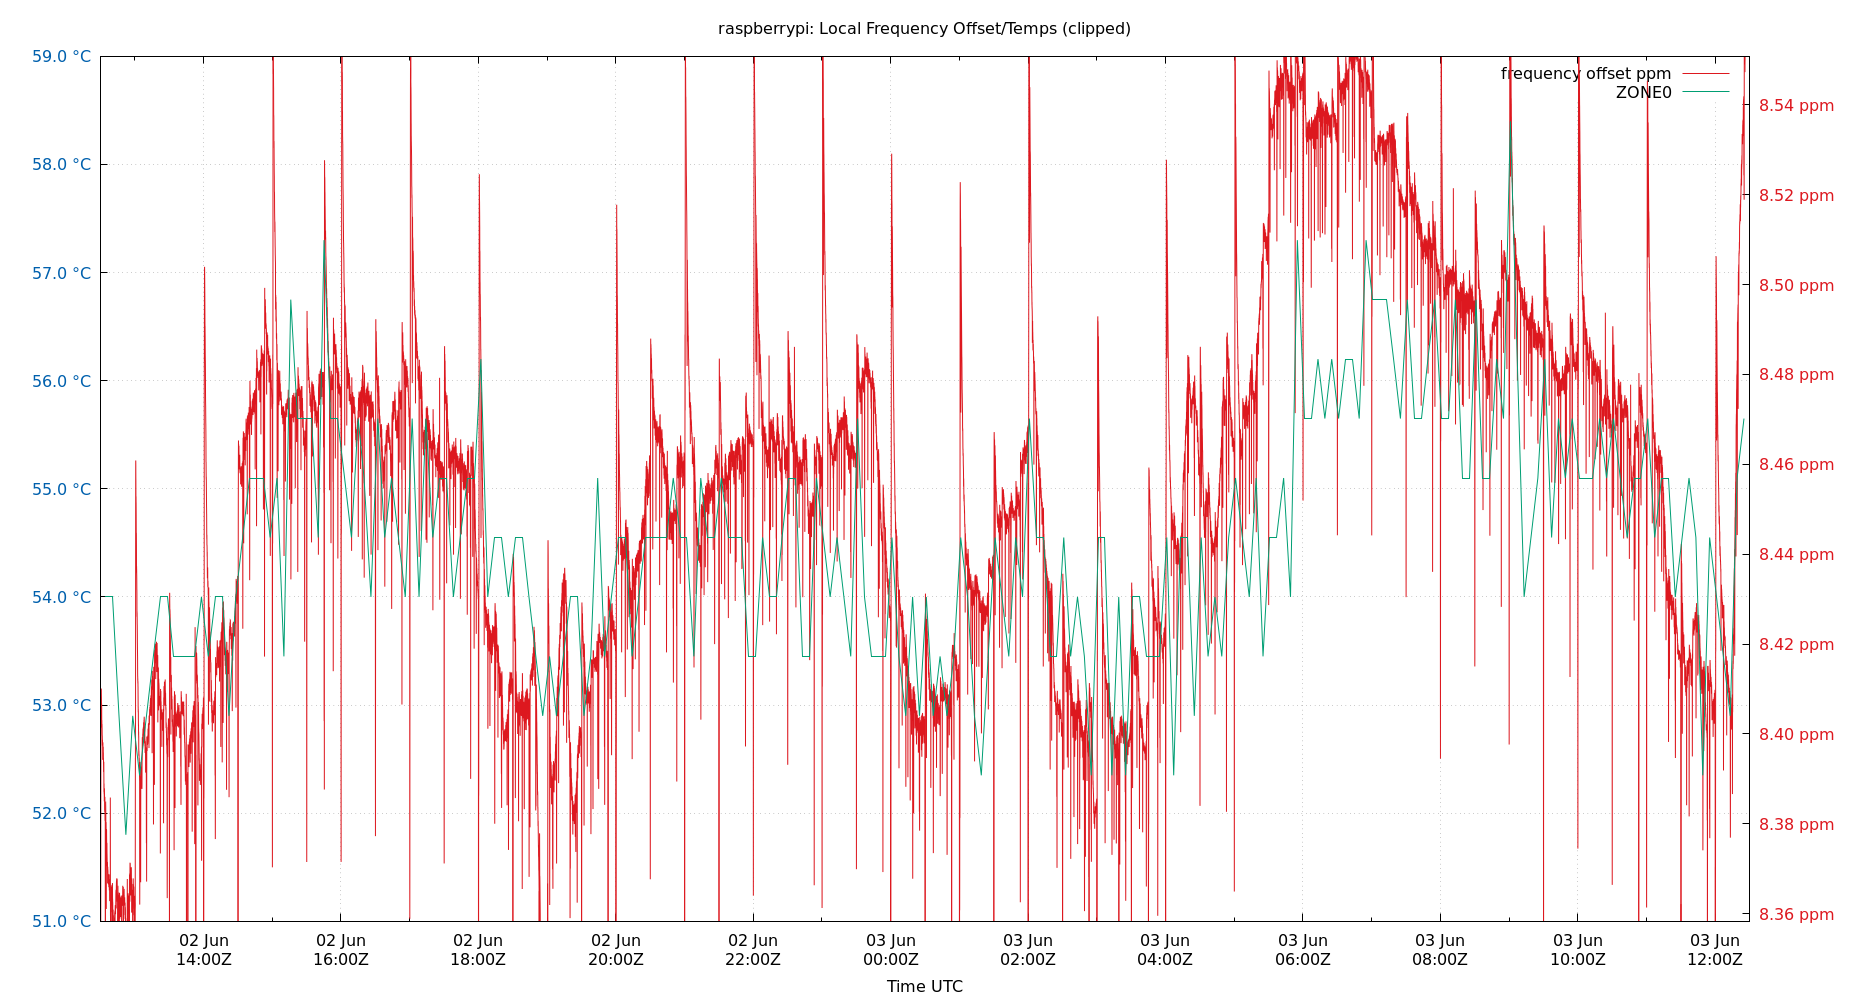 raspberrypi: Local Frequency Offset/Temps (clipped)
59.0 °C
58.0 °C
57.0 °C
56.0 °C
55.0 °C
54.0 °C
53.0 °C
52.0 °C
51.0 °C
frequency offset ppm
ZONE0
8.54 ppm
8.52 ppm
8.50 ppm
8.48 ppm
8.46 ppm
8.44 ppm
8.42 ppm
8.40 ppm
8.38 ppm
8.36 ppm
02 Jun 02 Jun 02 Jun 02 Jun 02 Jun 03 Jun 03 Jun 03 Jun 03 Jun 03 Jun 03 Jun 03 Jun
14:00Z 16:00Z 18:00Z 20:00Z 22:00Z 00:00Z 02:00Z 04:00Z 06:00Z 08:00Z 10:00Z 12:00Z
Time UTC